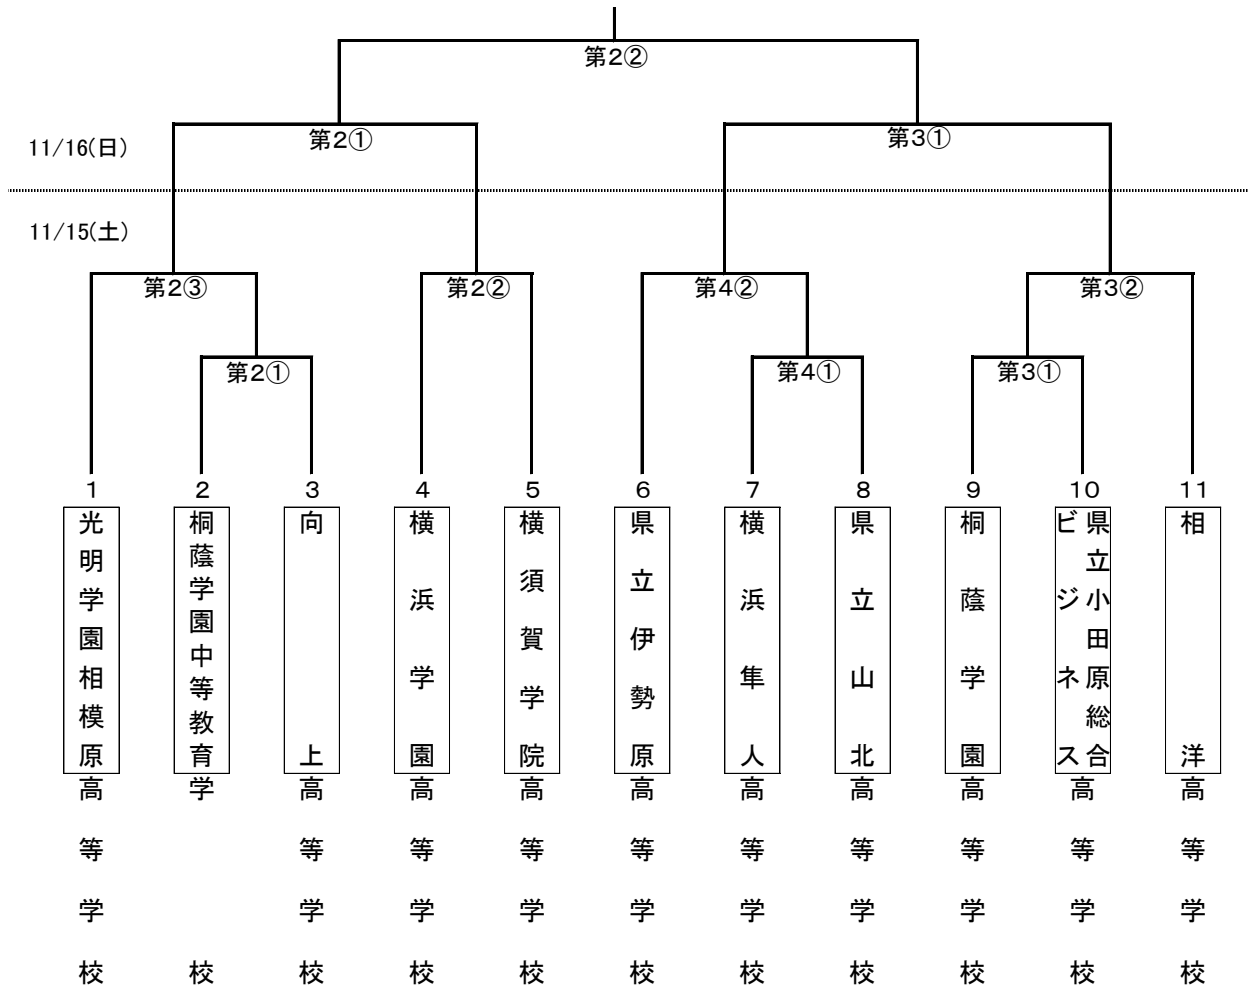 第2②
第2①
第3①
11/16(日)
11/15(土)
第2③
第2②
第4②
第3②
第2①
第4①
第3①
1
2
3
4
5
6
7
8
9
10
11
光明学園相模原高等学校
桐蔭学園中等教育学校
向上高等学校
横浜学園高等学校
横須賀学院高等学校
県立伊勢原高等学校
横浜隼人高等学校
県立山北高等学校
桐蔭学園高等学校
県立小田原総合
ビジネス
高等学校
相洋高等学校